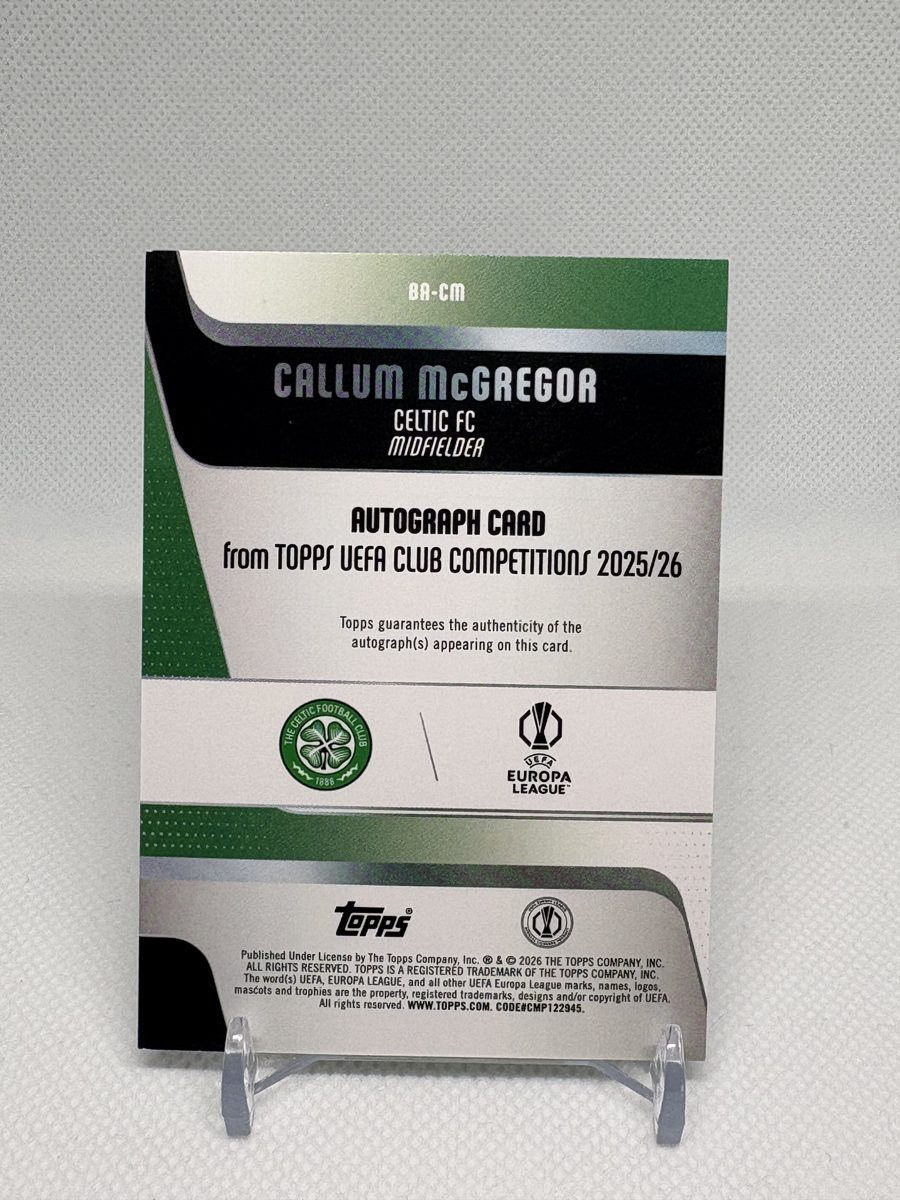 BA-CM
CALLUM McGREGOR
CELTIC FC
MIDFIELDER
AUTOGRAPH CARD
from TOPPS UEFA CLUB COMPETITIONS 2025/26
Topps guarantees the authenticity of the
autograph(s) appearing on this card.
THE CELTIC FOOTBALL CLUB
1888
UEFA
EUROPA
LEAGUE™
topps®
Published Under License by The Topps Company, Inc. ® & © 2026 THE TOPPS COMPANY, INC.
ALL RIGHTS RESERVED. TOPPS IS A REGISTERED TRADEMARK OF THE TOPPS COMPANY, INC.
The word(s) UEFA, EUROPA LEAGUE, and all other UEFA Europa League marks, names, logos,
mascots and trophies are the property, registered trademarks, designs and/or copyright of UEFA.
All rights reserved. WWW.TOPPS.COM. CODE#CMP122945.